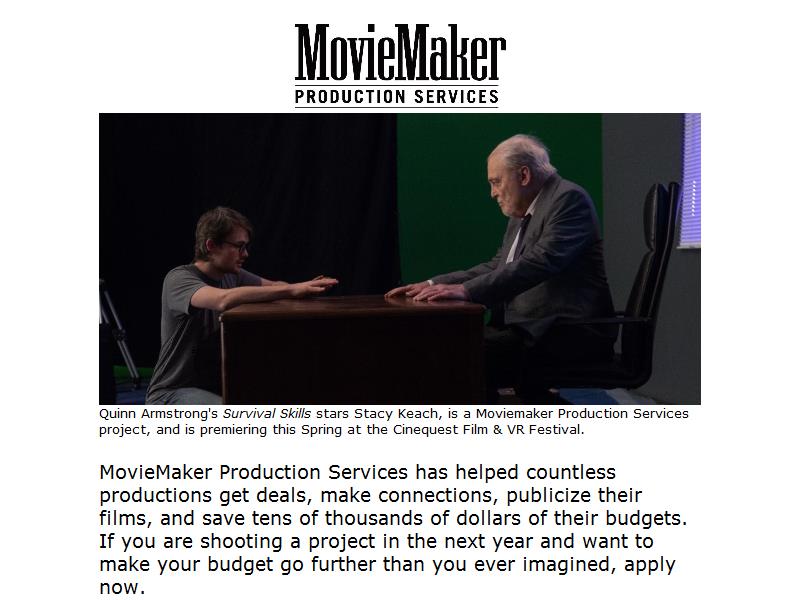 MovieMaker
PRODUCTION SERVICES
Quinn Armstrong's Survival Skills stars Stacy Keach, is a Moviemaker Production Services
project, and is premiering this Spring at the Cinequest Film & VR Festival.
MovieMaker Production Services has helped countless
productions get deals, make connections, publicize their
films, and save tens of thousands of dollars of their budgets.
If you are shooting a project in the next year and want to
make your budget go further than you ever imagined, apply
now.